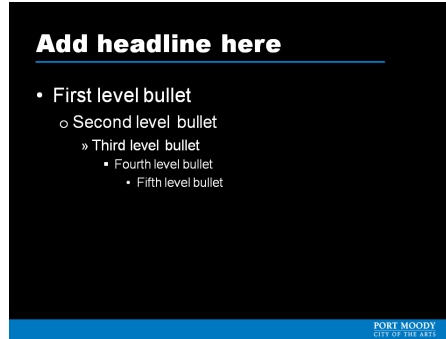 Add headline here
• First level bullet
o Second level bullet
» Third level bullet
▪ Fourth level bullet
• Fifth level bullet
PORT MOODY
CITY OF THE ARTS